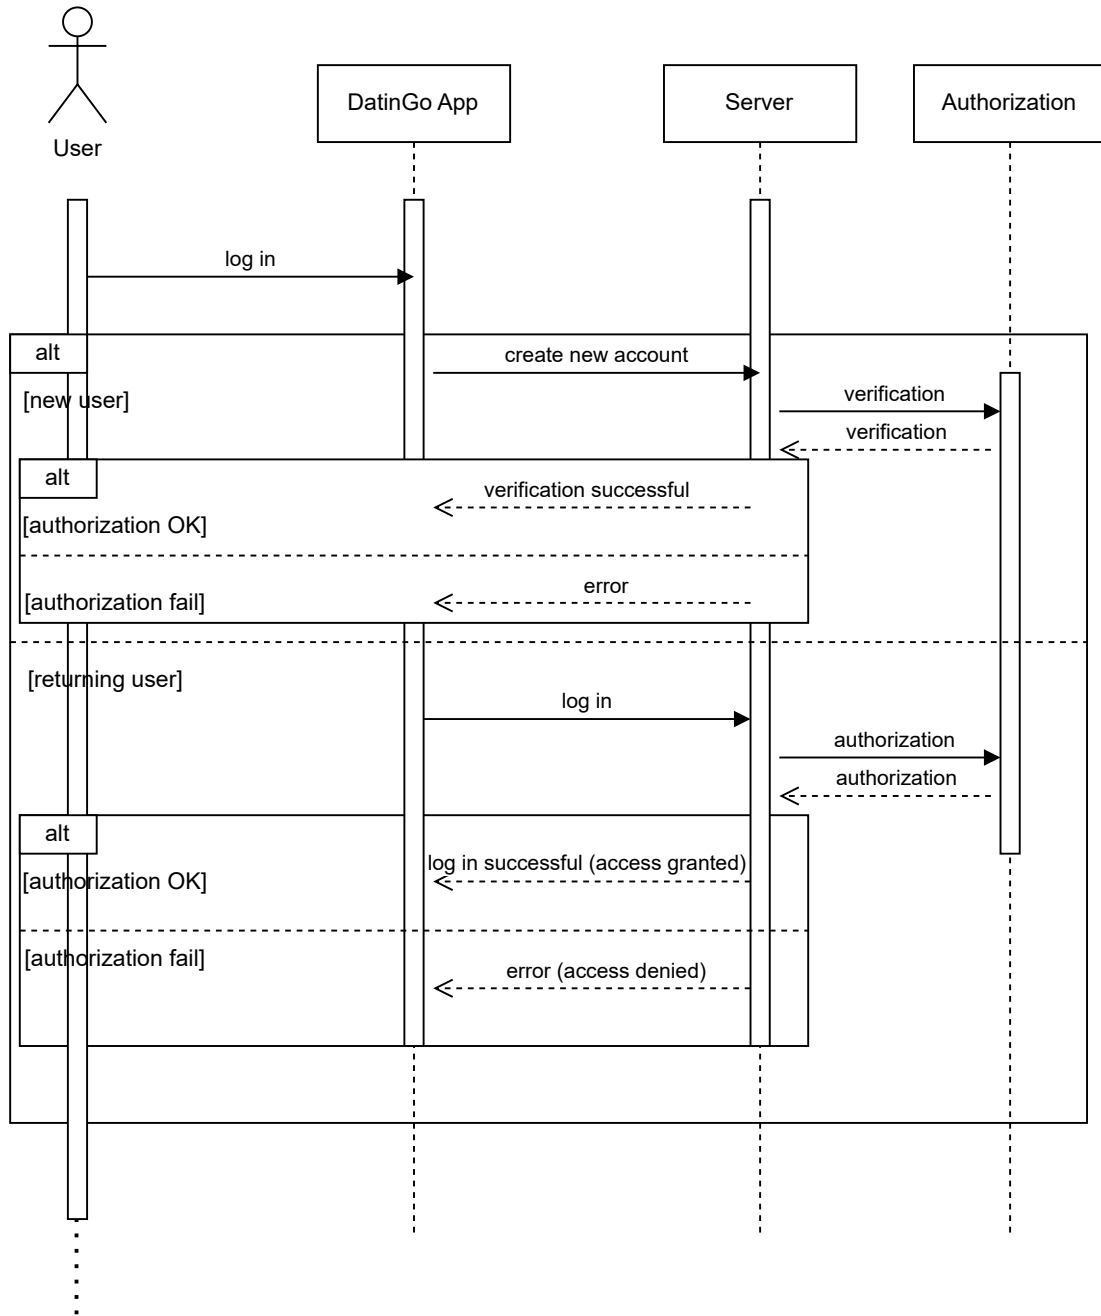 User
DatinGo App
Server
Authorization
log in
alt
create new account
[new user]
verification
verification
alt
verification successful
[authorization OK]
error
[authorization fail]
[returning user]
log in
authorization
authorization
alt
log in successful (access granted)
[authorization OK]
[authorization fail]
error (access denied)